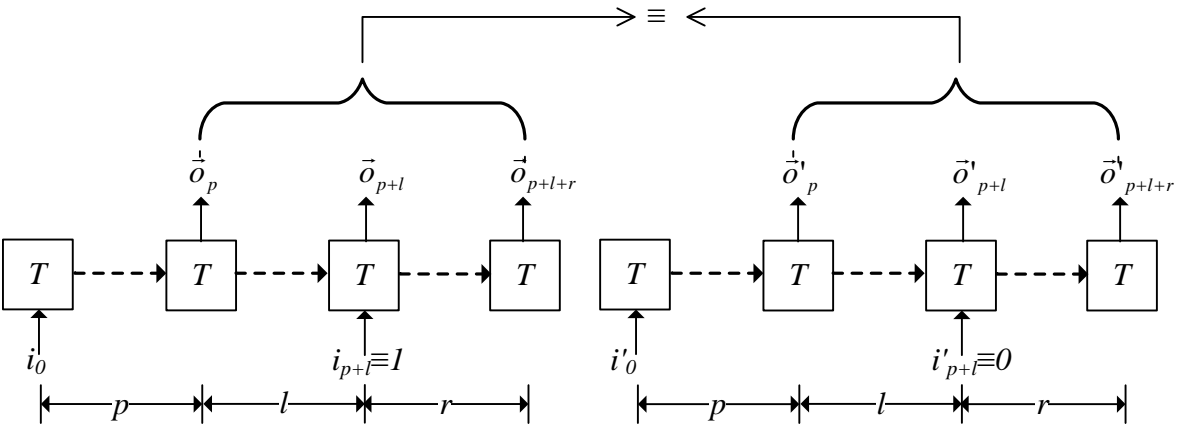 ≡
o⃗_p o⃗_{p+l} o⃗_{p+l+r} o⃗'_p o⃗'_{p+l} o⃗'_{p+l+r}
T T T T T T T T
i_0 i_{p+l}≡1 i'_0 i'_{p+l}≡0
p l r p l r